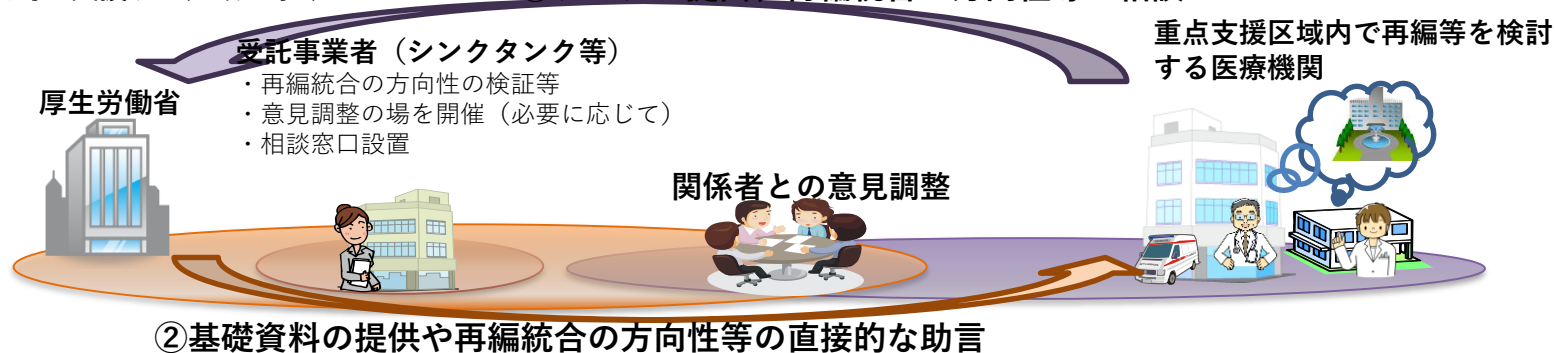 受託事業者（シンクタンク等）
・再編統合の方向性の検証等
・意見調整の場を開催（必要に応じて）
・相談窓口設置
厚生労働省
重点支援区域内で再編等を検討
する医療機関
関係者との意見調整
②基礎資料の提供や再編統合の方向性等の直接的な助言